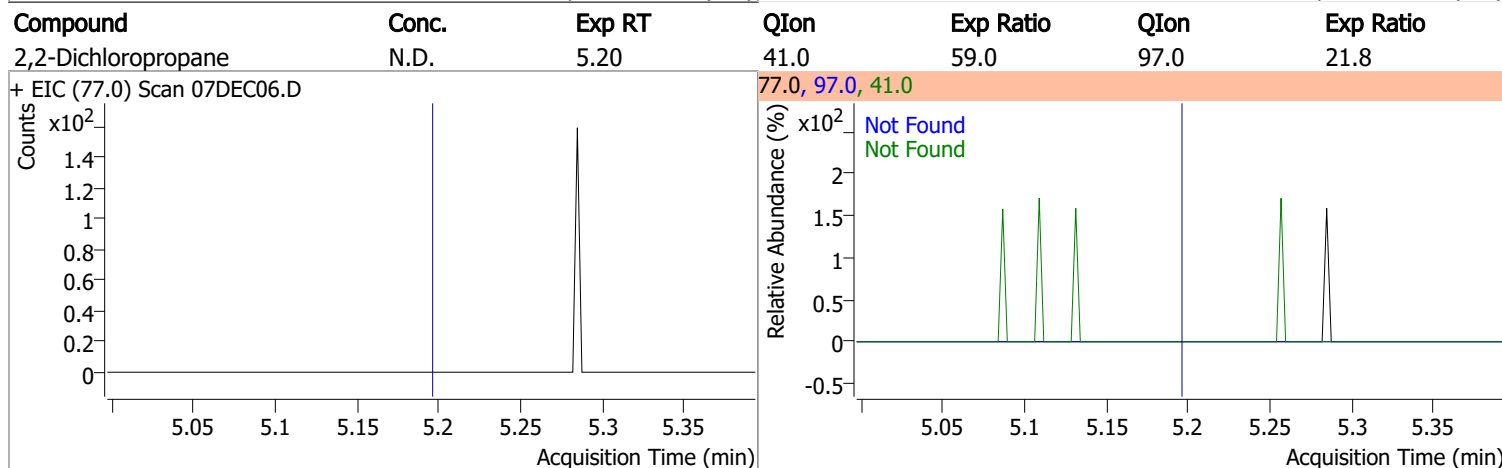 Compound Conc. Exp RT QIon Exp Ratio QIon Exp Ratio
2,2-Dichloropropane N.D. 5.20 41.0 59.0 97.0 21.8
+ EIC (77.0) Scan 07DEC06.D
Counts
x10²
1.4
1.2
1
0.8
0.6
0.4
0.2
0
5.05 5.1 5.15 5.2 5.25 5.3 5.35
Acquisition Time (min)
77.0, 97.0, 41.0
Relative Abundance (%)
x10²
Not Found
Not Found
2
1.5
1
0.5
0
-0.5
5.05 5.1 5.15 5.2 5.25 5.3 5.35
Acquisition Time (min)